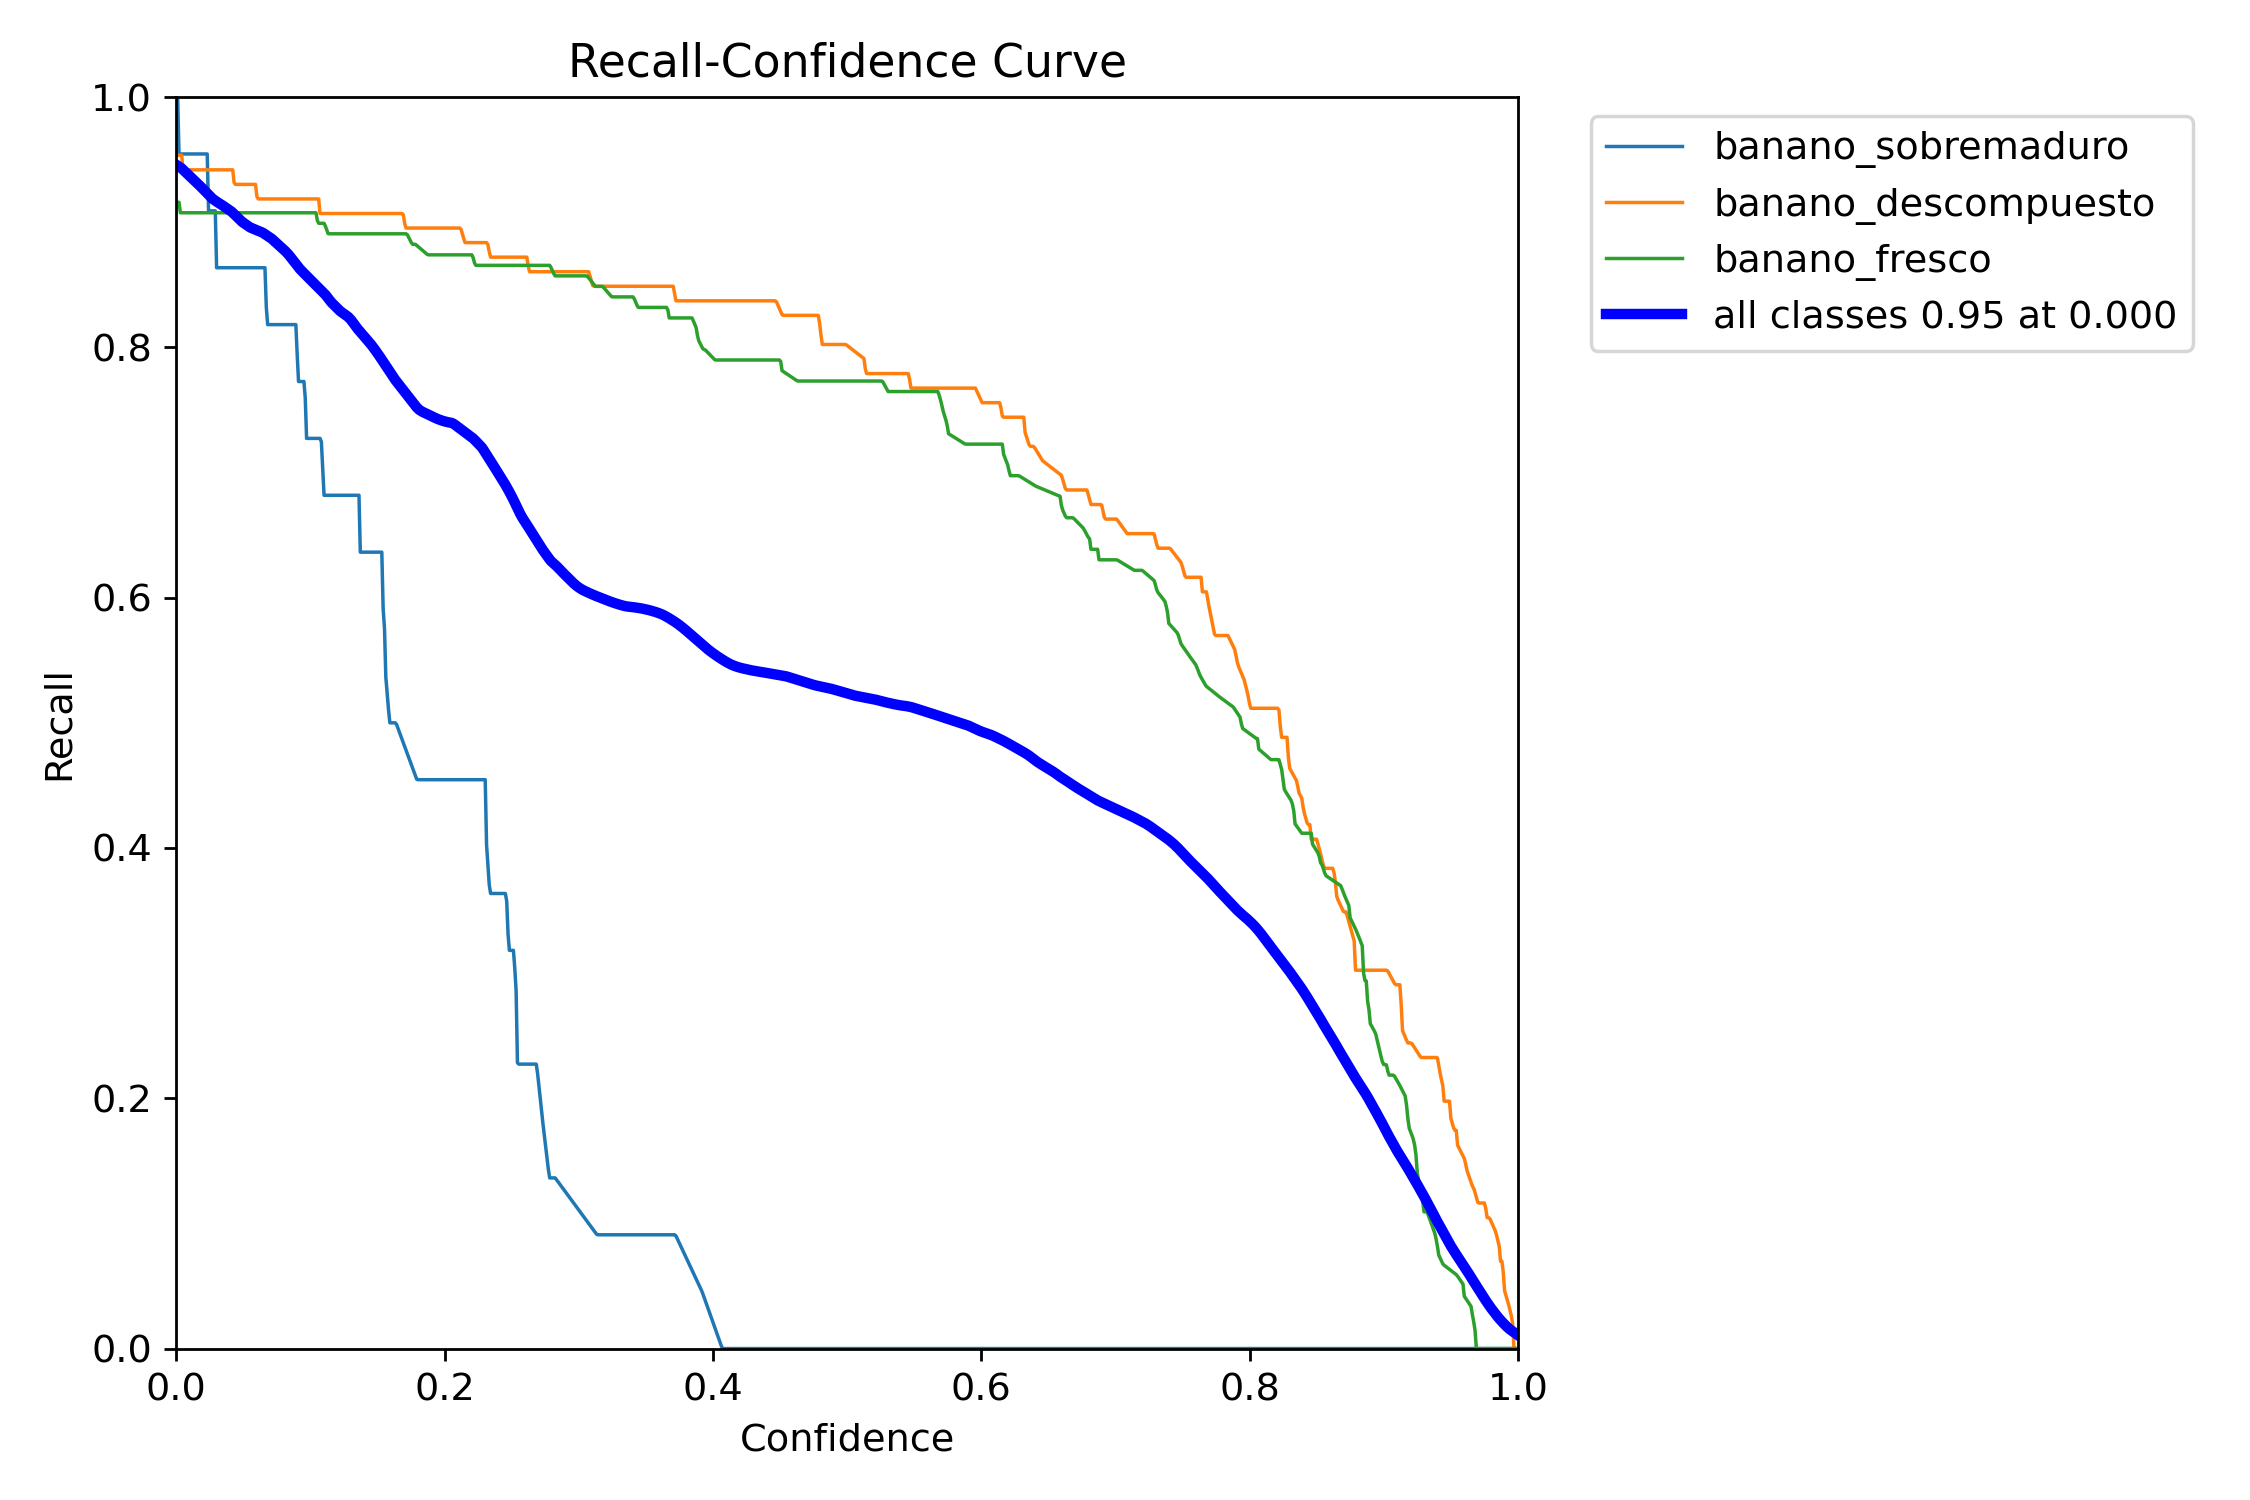 Recall-Confidence Curve
1.0
0.8
0.6
0.4
0.2
0.0
Recall
0.0 0.2 0.4 0.6 0.8 1.0
Confidence
banano_sobremaduro
banano_descompuesto
banano_fresco
all classes 0.95 at 0.000